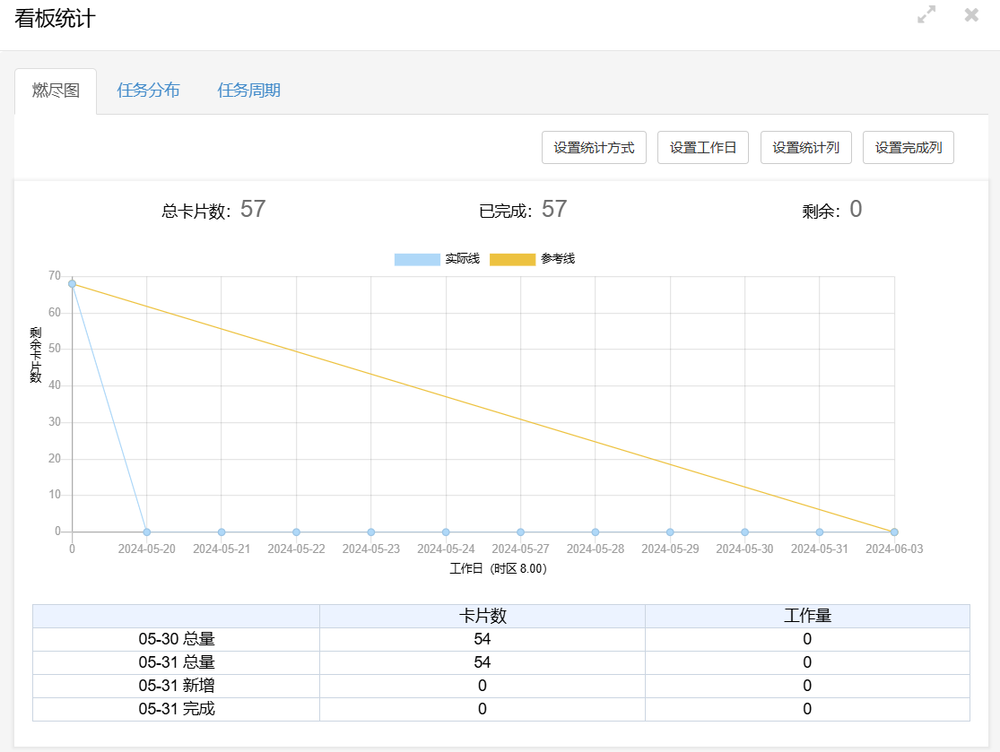 看板统计
燃尽图 任务分布 任务周期
设置统计方式 设置工作日 设置统计列 设置完成列
总卡片数：57 已完成：57 剩余：0
实际线 参考线
70
60
50
40
30
20
10
0
剩余卡片数
0 2024-05-20 2024-05-21 2024-05-22 2024-05-23 2024-05-24 2024-05-27 2024-05-28 2024-05-29 2024-05-30 2024-05-31 2024-06-03
工作日（时区 8.00）
卡片数 工作量
05-30 总量 54 0
05-31 总量 54 0
05-31 新增 0 0
05-31 完成 0 0